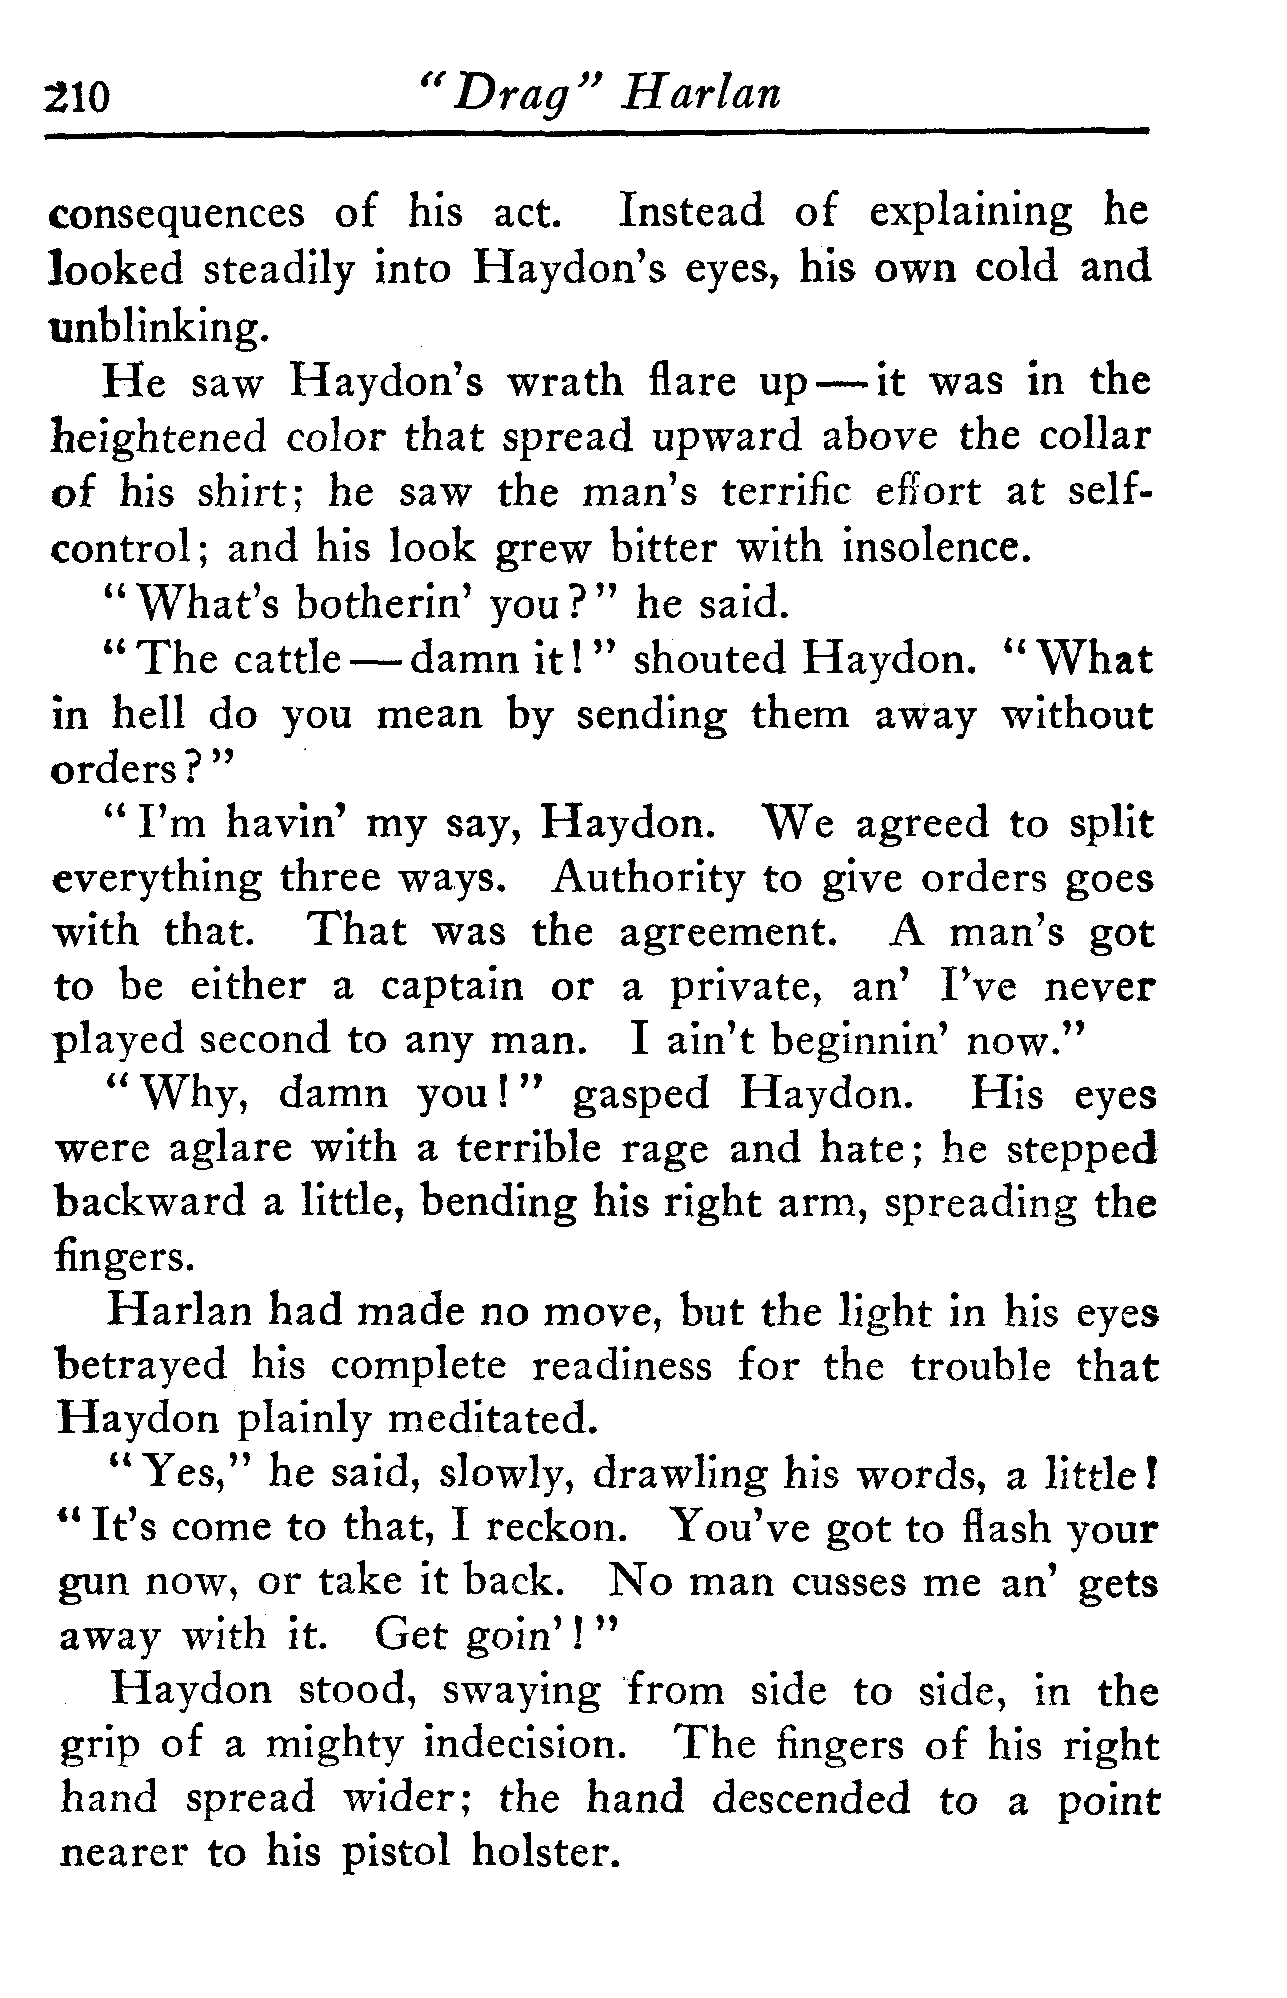 210 "Drag" Harlan
consequences of his act. Instead of explaining he
looked steadily into Haydon's eyes, his own cold and
unblinking.
He saw Haydon's wrath flare up—it was in the
heightened color that spread upward above the collar
of his shirt; he saw the man's terrific effort at self-
control; and his look grew bitter with insolence.
"What's botherin' you?" he said.
"The cattle—damn it!" shouted Haydon. "What
in hell do you mean by sending them away without
orders?"
"I'm havin' my say, Haydon. We agreed to split
everything three ways. Authority to give orders goes
with that. That was the agreement. A man's got
to be either a captain or a private, an' I've never
played second to any man. I ain't beginnin' now."
"Why, damn you!" gasped Haydon. His eyes
were aglare with a terrible rage and hate; he stepped
backward a little, bending his right arm, spreading the
fingers.
Harlan had made no move, but the light in his eyes
betrayed his complete readiness for the trouble that
Haydon plainly meditated.
"Yes," he said, slowly, drawling his words, a little!
"It's come to that, I reckon. You've got to flash your
gun now, or take it back. No man cusses me an' gets
away with it. Get goin'!"
Haydon stood, swaying from side to side, in the
grip of a mighty indecision. The fingers of his right
hand spread wider; the hand descended to a point
nearer to his pistol holster.